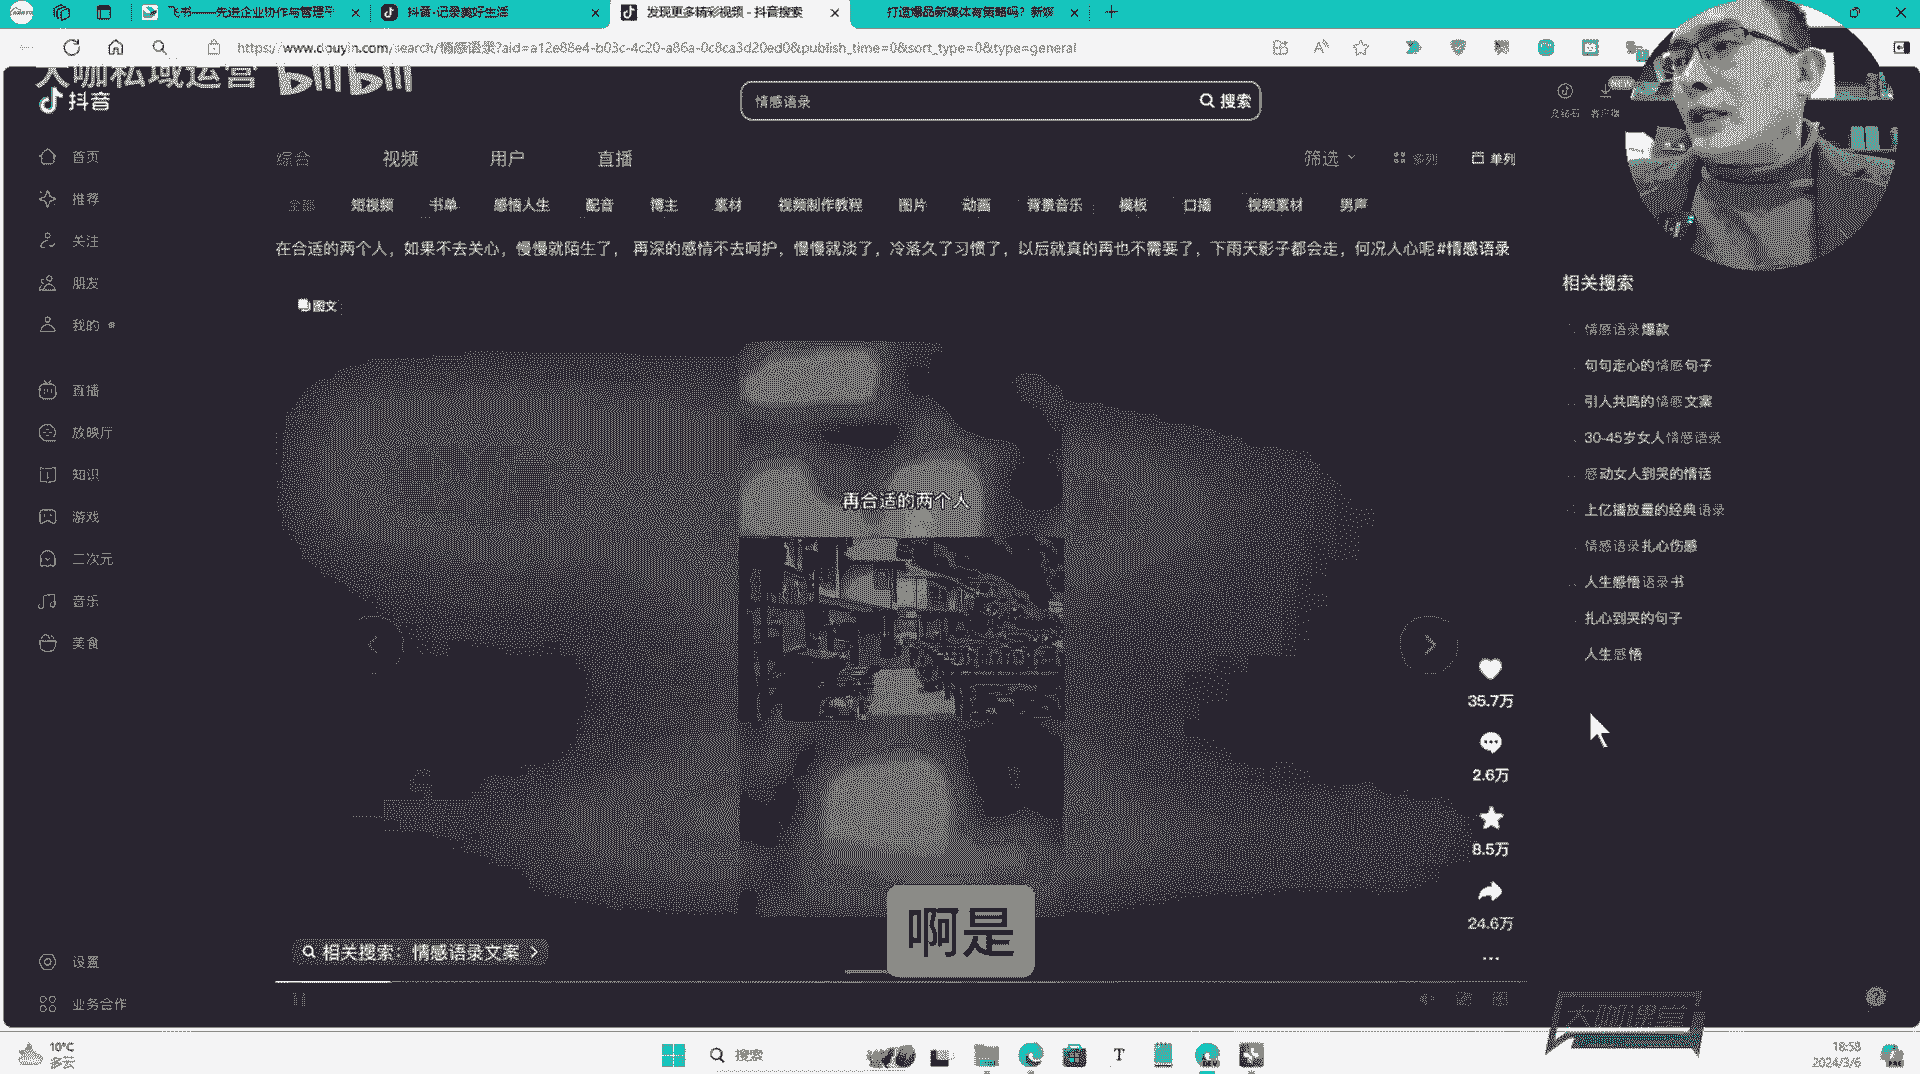 飞书——先进企业协作与管理平
抖音-记录美好生活
发现更多精彩视频 - 抖音搜索
打造爆品新媒体有策略吗？新媒
https://www.douyin.com/search/情感语录?aid=a12e88e4-b03c-4c20-a86a-0c8ca3d20ed0&publish_time=0&sort_type=0&type=general
大咖私域运营 bilibili
抖音
情感语录
搜索
客户端
首页
推荐
关注
朋友
我的
直播
放映厅
知识
游戏
二次元
音乐
美食
设置
业务合作
综合 视频 用户 直播
筛选 多列 单列
全部 短视频 书单 感悟人生 配音 博主 素材 视频制作教程 图片 动画 背景音乐 模板 口播 视频素材 男声
在合适的两个人，如果不去关心，慢慢就陌生了， 再深的感情不去呵护，慢慢就淡了，冷落久了习惯了，以后就真的再也不需要了，下雨天影子都会走，何况人心呢#情感语录
图文
再合适的两个人
35.7万
2.6万
8.5万
24.6万
相关搜索
情感语录爆款
句句走心的情感句子
引人共鸣的情感文案
30-45岁女人情感语录
感动女人到哭的情话
上亿播放量的经典语录
情感语录扎心伤感
人生感悟语录书
扎心到哭的句子
人生感悟
相关搜索：情感语录文案
啊是
大咖课堂
10°C
多云
搜索
18:58
2024/3/6